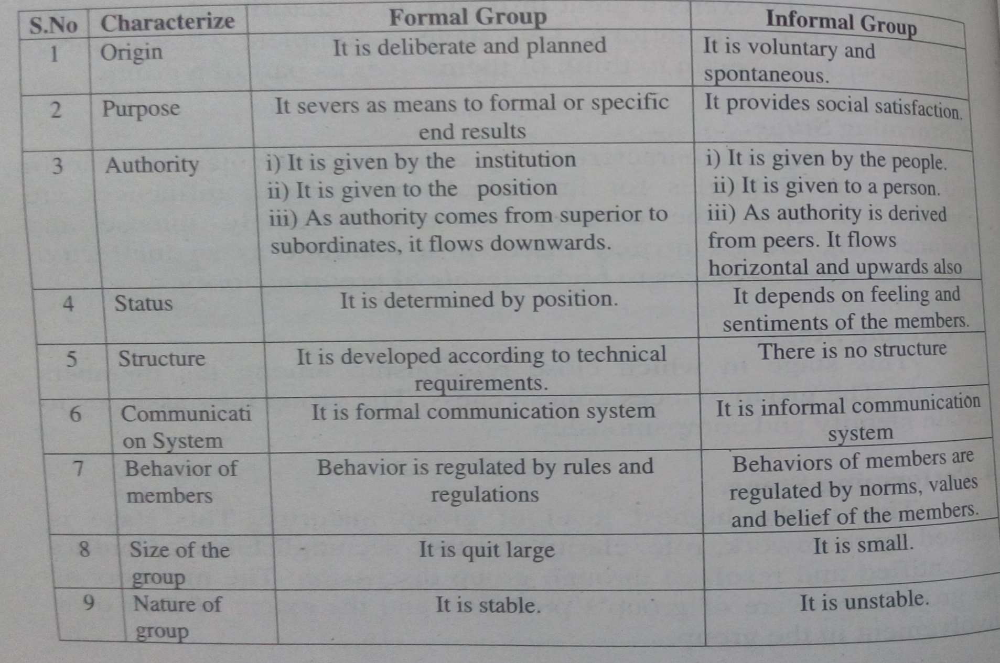 S.No Characterize Formal Group Informal Group
1 Origin It is deliberate and planned It is voluntary and
spontaneous.
2 Purpose It severs as means to formal or specific It provides social satisfaction.
end results
3 Authority i) It is given by the institution i) It is given by the people.
ii) It is given to the position ii) It is given to a person.
iii) As authority comes from superior to iii) As authority is derived
subordinates, it flows downwards. from peers. It flows
horizontal and upwards also
4 Status It is determined by position. It depends on feeling and
sentiments of the members.
5 Structure It is developed according to technical There is no structure
requirements.
6 Communicati It is formal communication system It is informal communication
on System system
7 Behavior of Behavior is regulated by rules and Behaviors of members are
members regulations regulated by norms, values
and belief of the members.
8 Size of the It is quit large It is small.
group
9 Nature of It is stable. It is unstable.
group